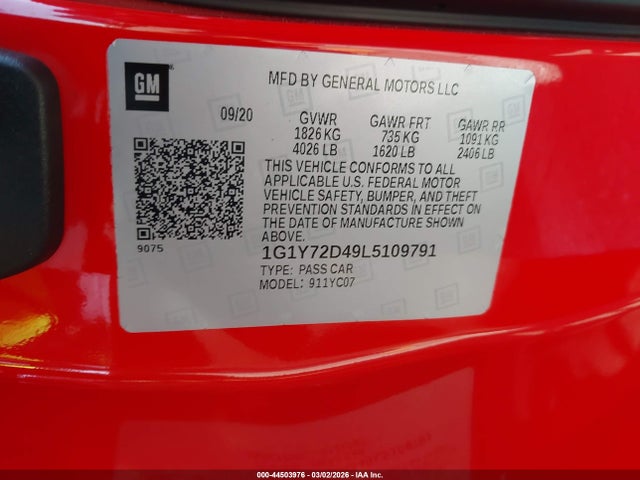 GM
MFD BY GENERAL MOTORS LLC
09/20 GVWR GAWR FRT GAWR RR
1826 KG 735 KG 1091 KG
4026 LB 1620 LB 2406 LB
THIS VEHICLE CONFORMS TO ALL
APPLICABLE U.S. FEDERAL MOTOR
VEHICLE SAFETY, BUMPER, AND THEFT
PREVENTION STANDARDS IN EFFECT ON
THE DATE OF MANUFACTURE SHOWN
ABOVE.
9075
1G1Y72D49L5109791
TYPE: PASS CAR
MODEL: 911YC07
000-44503976 - 03/02/2026 - IAA Inc.